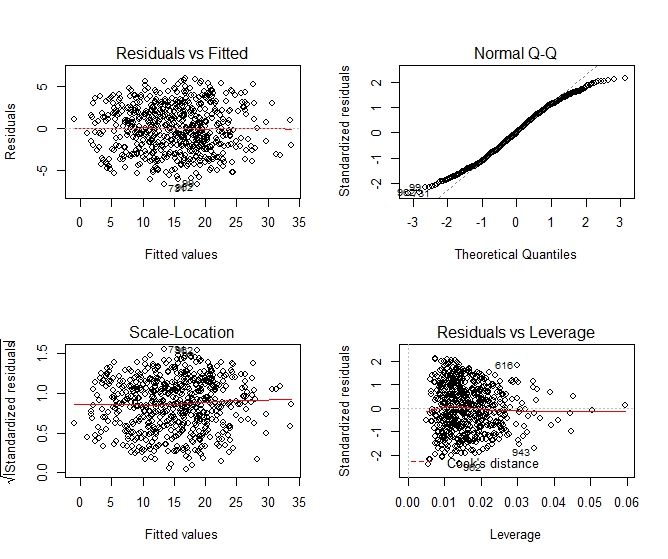 Residuals vs Fitted
Residuals
5
0
-5
0 5 10 15 20 25 30 35
Fitted values
Normal Q-Q
Standardized residuals
2
1
0
-1
-2
99
-3 -2 -1 0 1 2 3
Theoretical Quantiles
Scale-Location
√|Standardized residuals|
1.5
1.0
0.5
0.0
0 5 10 15 20 25 30 35
Fitted values
Residuals vs Leverage
Standardized residuals
2
1
0
-1
-2
616
943
Cook's distance
0.00 0.01 0.02 0.03 0.04 0.05 0.06
Leverage